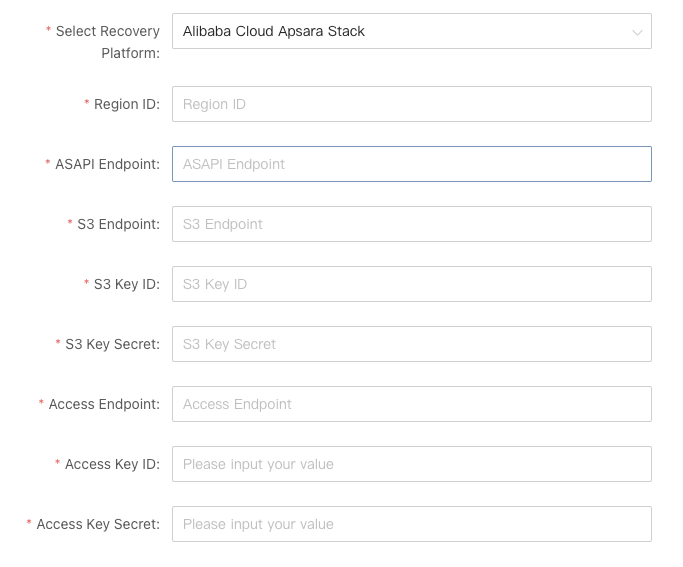 * Select Recovery Platform:
Alibaba Cloud Apsara Stack
* Region ID:
Region ID
* ASAPI Endpoint:
ASAPI Endpoint
* S3 Endpoint:
S3 Endpoint
* S3 Key ID:
S3 Key ID
* S3 Key Secret:
S3 Key Secret
* Access Endpoint:
Access Endpoint
* Access Key ID:
Please input your value
* Access Key Secret:
Please input your value